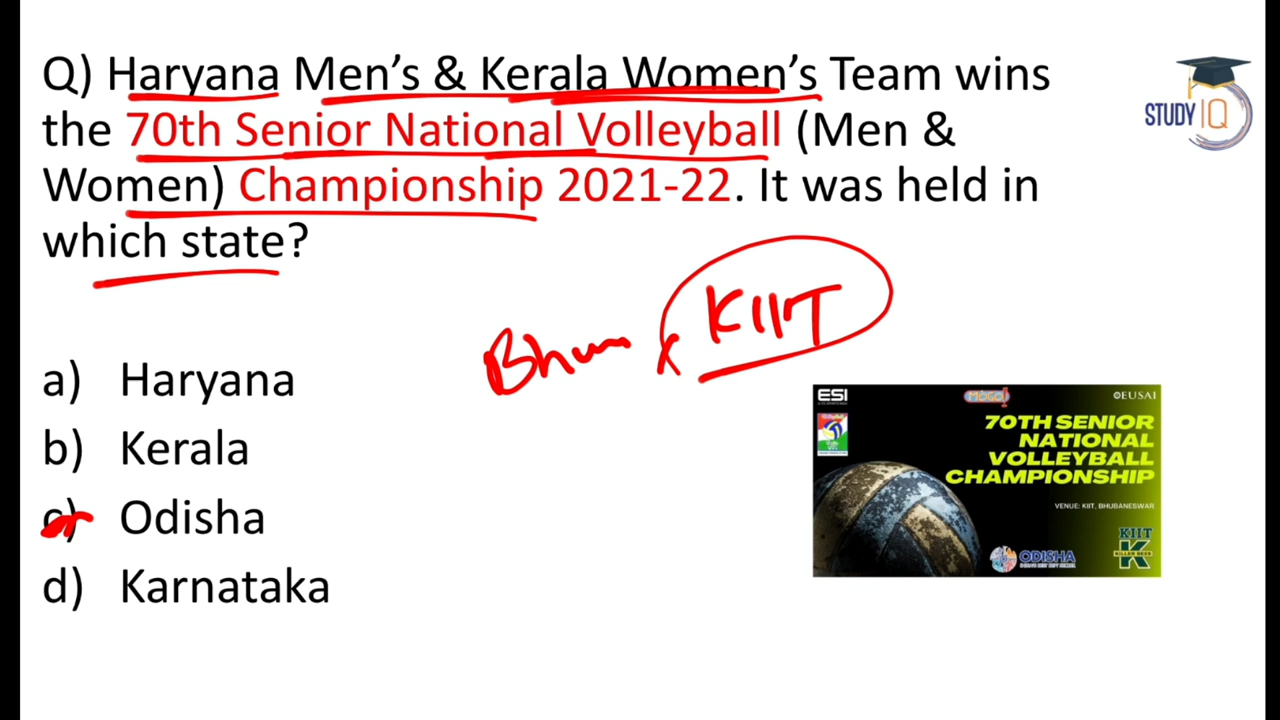 Q) Haryana Men's & Kerala Women's Team wins
the 70th Senior National Volleyball (Men &
Women) Championship 2021-22. It was held in
which state?
STUDY IQ
KIIT
a) Haryana
b) Kerala
c) Odisha
d) Karnataka
ESI
MOGO
EUSAI
70TH SENIOR
NATIONAL
VOLLEYBALL
CHAMPIONSHIP
VENUE: KIIT, BHUBANESWAR
ODISHA
KIIT
K